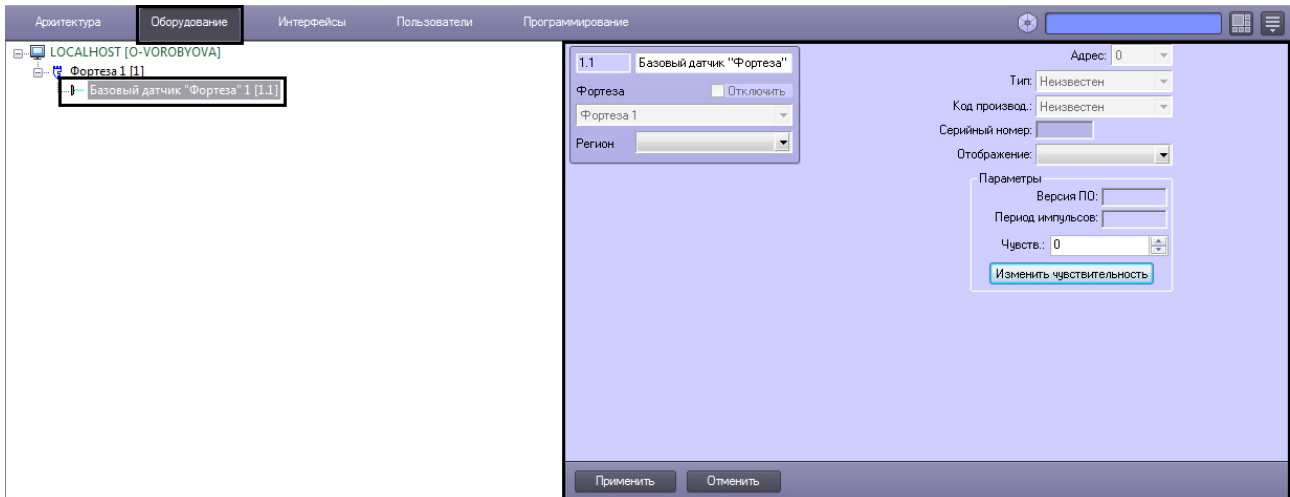 Архитектура Оборудование Интерфейсы Пользователи Программирование
LOCALHOST [O-VOROBYOVA]
Фортеза 1 [1]
Базовый датчик "Фортеза" 1 [1.1]
1.1 Базовый датчик "Фортеза"
Фортеза Отключить
Фортеза 1
Регион
Адрес: 0
Тип: Неизвестен
Код производ.: Неизвестен
Серийный номер:
Отображение:
Параметры
Версия ПО:
Период импульсов:
Чувств.: 0
Изменить чувствительность
Применить Отменить